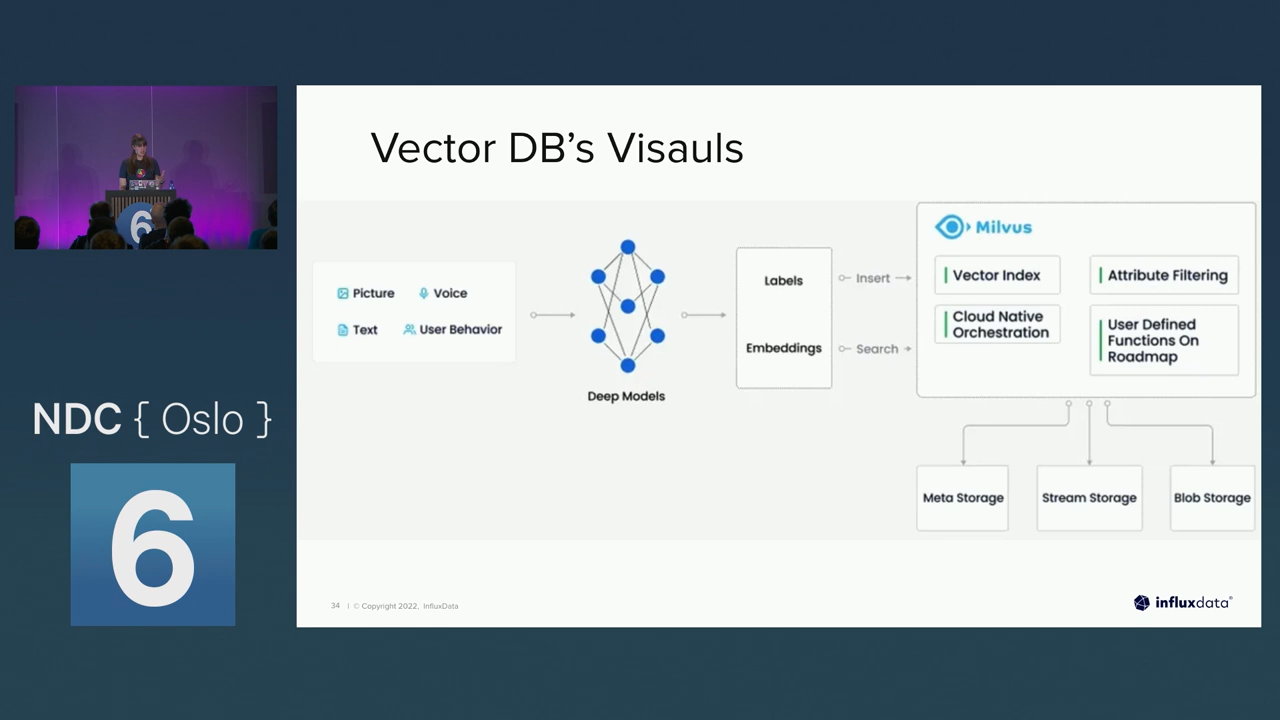 Vector DB's Visauls
Picture
Voice
Text
User Behavior
Deep Models
Labels
Embeddings
Insert
Search
Milvus
Vector Index
Attribute Filtering
Cloud Native
Orchestration
User Defined
Functions On
Roadmap
Meta Storage
Stream Storage
Blob Storage
34 | © Copyright 2022, InfluxData
influxdata®
6
NDC { Oslo }
6